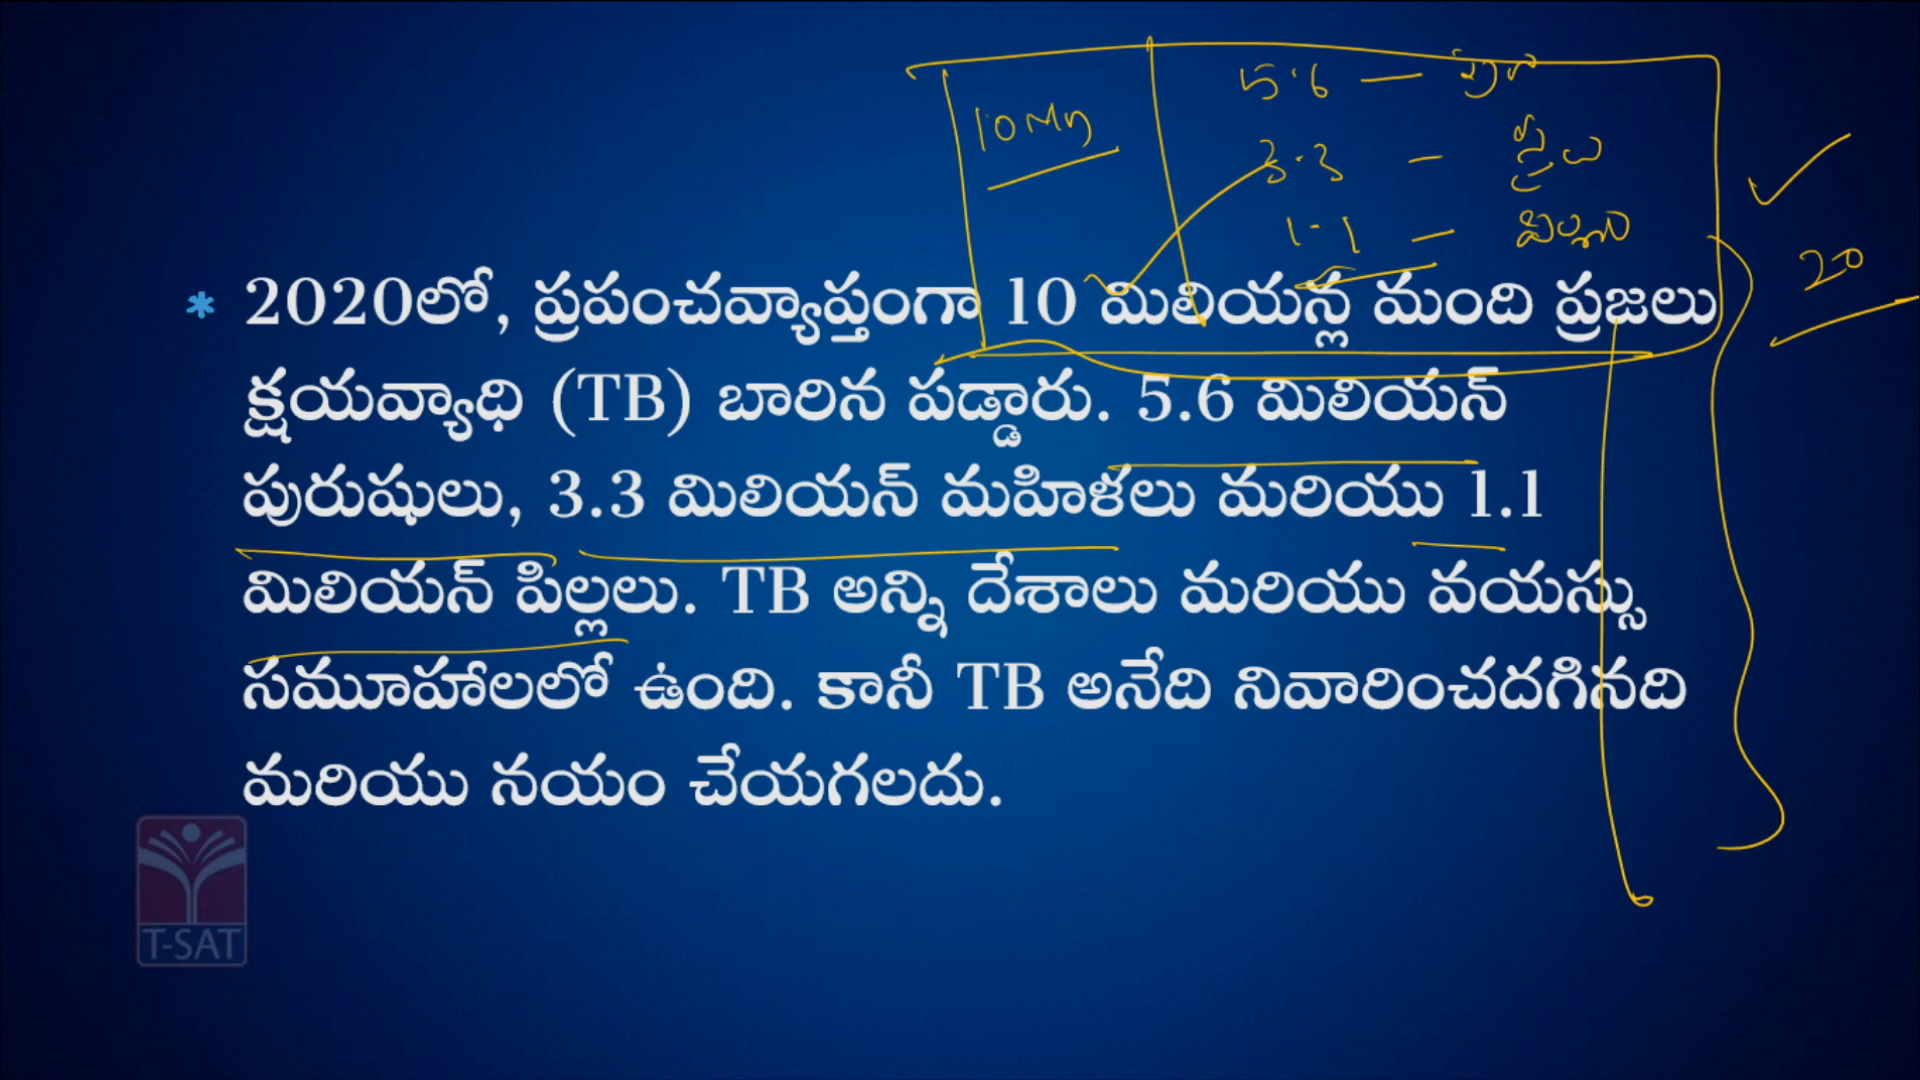 5.6 — పు
10 Mn
3.3 — స్త్రీల
1.1 — పిల్లలు
20
* 2020లో, ప్రపంచవ్యాప్తంగా 10 మిలియన్ల మంది ప్రజలు
క్షయవ్యాధి (TB) బారిన పడ్డారు. 5.6 మిలియన్
పురుషులు, 3.3 మిలియన్ మహిళలు మరియు 1.1
మిలియన్ పిల్లలు. TB అన్ని దేశాలు మరియు వయస్సు
సమూహాలలో ఉంది. కానీ TB అనేది నివారించదగినది
మరియు నయం చేయగలదు.
T-SAT